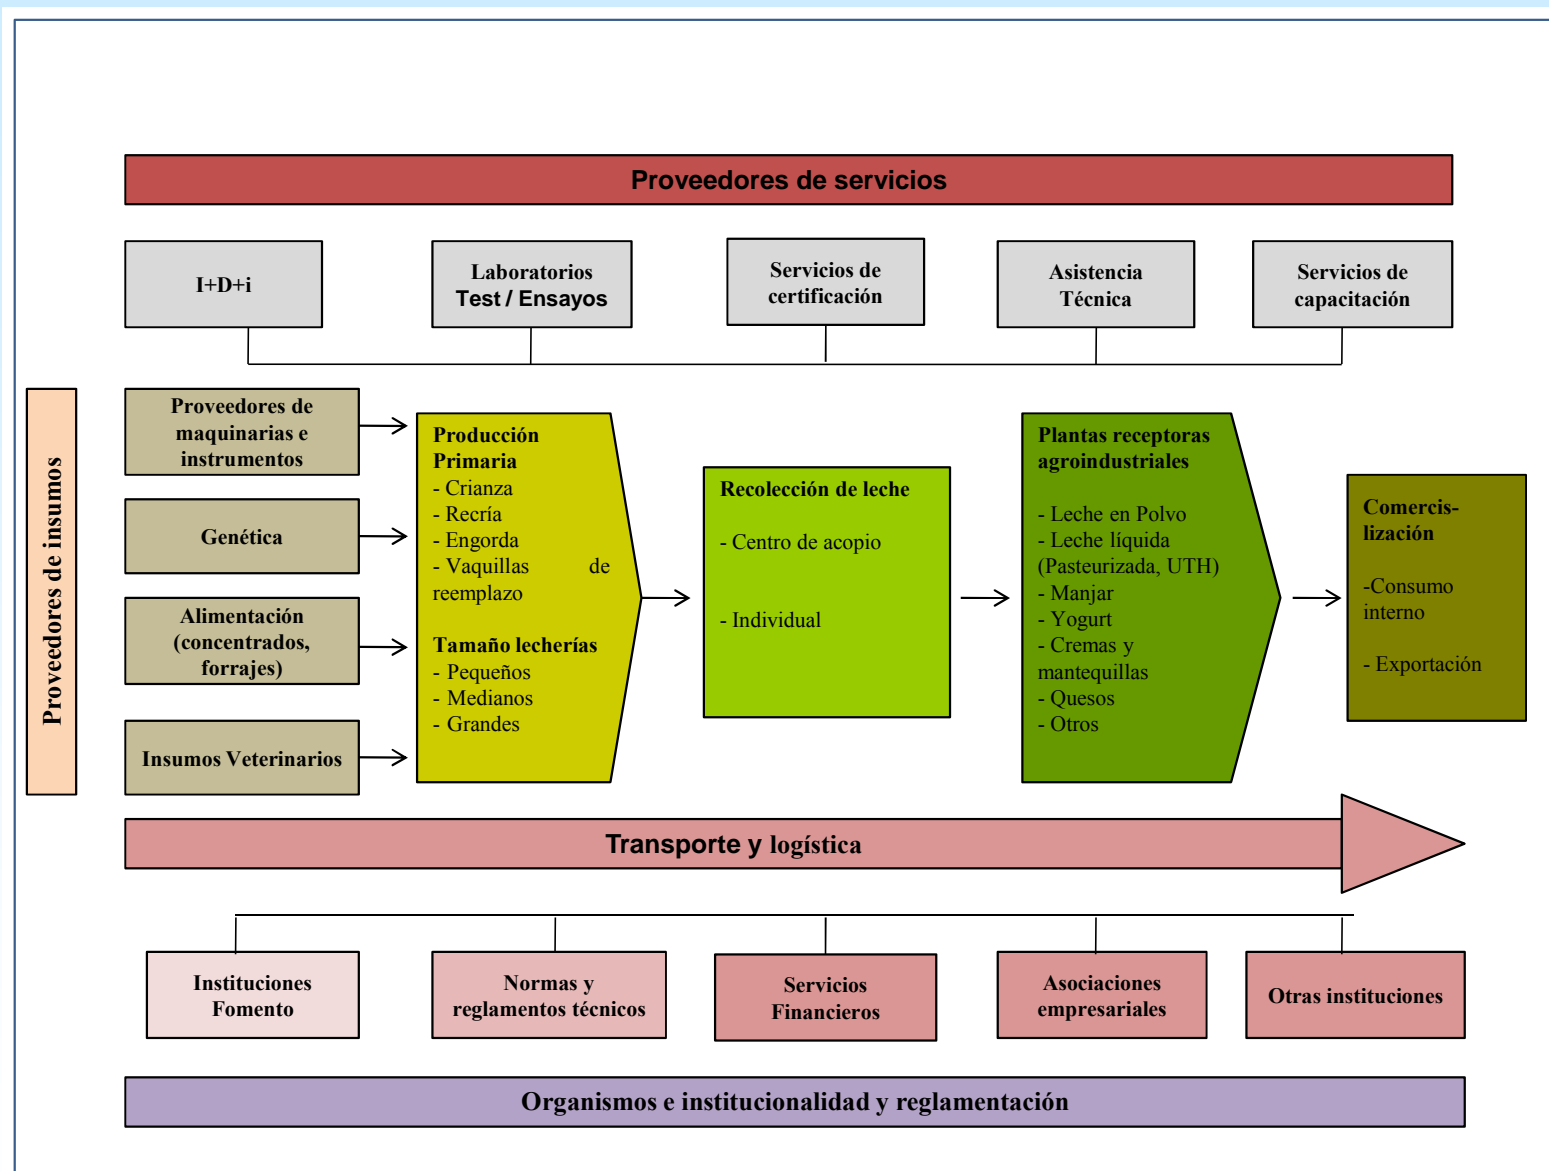 Proveedores de servicios
I+D+i
Laboratorios
Test / Ensayos
Servicios de
certificación
Asistencia
Técnica
Servicios de
capacitación
Proveedores de insumos
Proveedores de
maquinarias e
instrumentos
Genética
Alimentación
(concentrados,
forrajes)
Insumos Veterinarios
Producción
Primaria
- Crianza
- Recría
- Engorda
- Vaquillas de
reemplazo
Tamaño lecherías
- Pequeños
- Medianos
- Grandes
Recolección de leche
- Centro de acopio
- Individual
Plantas receptoras
agroindustriales
- Leche en Polvo
- Leche líquida
(Pasteurizada, UTH)
- Manjar
- Yogurt
- Cremas y
mantequillas
- Quesos
- Otros
Comercis-
lización
-Consumo
interno
- Exportación
Transporte y logística
Instituciones
Fomento
Normas y
reglamentos técnicos
Servicios
Financieros
Asociaciones
empresariales
Otras instituciones
Organismos e institucionalidad y reglamentación